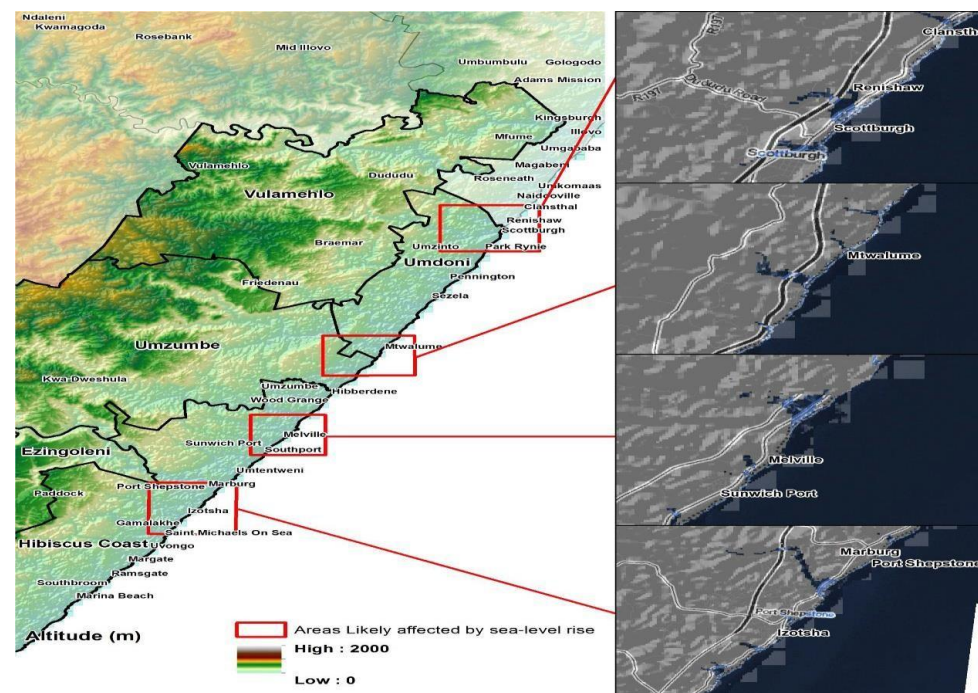 Ndaleni
Kwamagoda
Rosebank
Mid Illovo
Umbumbulu
Gologodo
Adams Mission
Kingsburgh
Illovo
Mfume
Umgababa
Vulamehlo
Magabeni
Dududu
Roseneath
Vulamehlo
Umkomaas
Naidooville
Clansthal
Renishaw
Scottburgh
Braemar
Umzinto
Park Rynie
Umdoni
Pennington
Friedenau
Sezela
Umzumbe
Mtwalume
Kwa-Dweshula
Umzumbe
Hibberdene
Wood Grange
Melville
Sunwich Port
Southport
Ezingoleni
Umtentweni
Port Shepstone
Marburg
Paddock
Izotsha
Gamalakhe
Saint Michaels On Sea
Hibiscus Coast
Uvongo
Margate
Ramsgate
Southbroom
Marina Beach
Altitude (m)
Areas Likely affected by sea-level rise
High : 2000
Low : 0
Clansth
R197
Renishaw
Scottburgh
Scottburgh
Mtwalume
Melville
Sunwich Port
Marburg
Port Shepstone
Port Shepstone
Izotsha